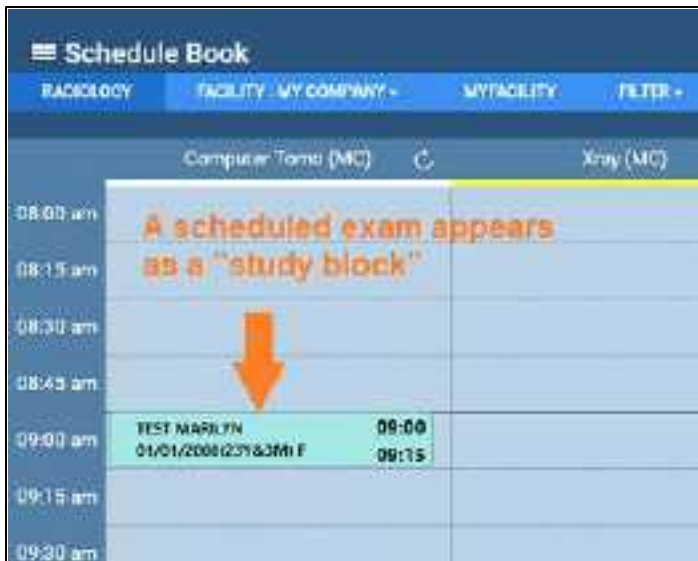 Schedule Book
RADIOLOGY FACILITY : MY COMPANY MYFACILITY FILTER
Computer Tomo (MC) Xray (MC)
08:00 am
A scheduled exam appears
08:15 am
as a "study block"
08:30 am
08:45 am
TEST MARILYN 09:00
09:00 am
09:15
09:15 am
09:30 am